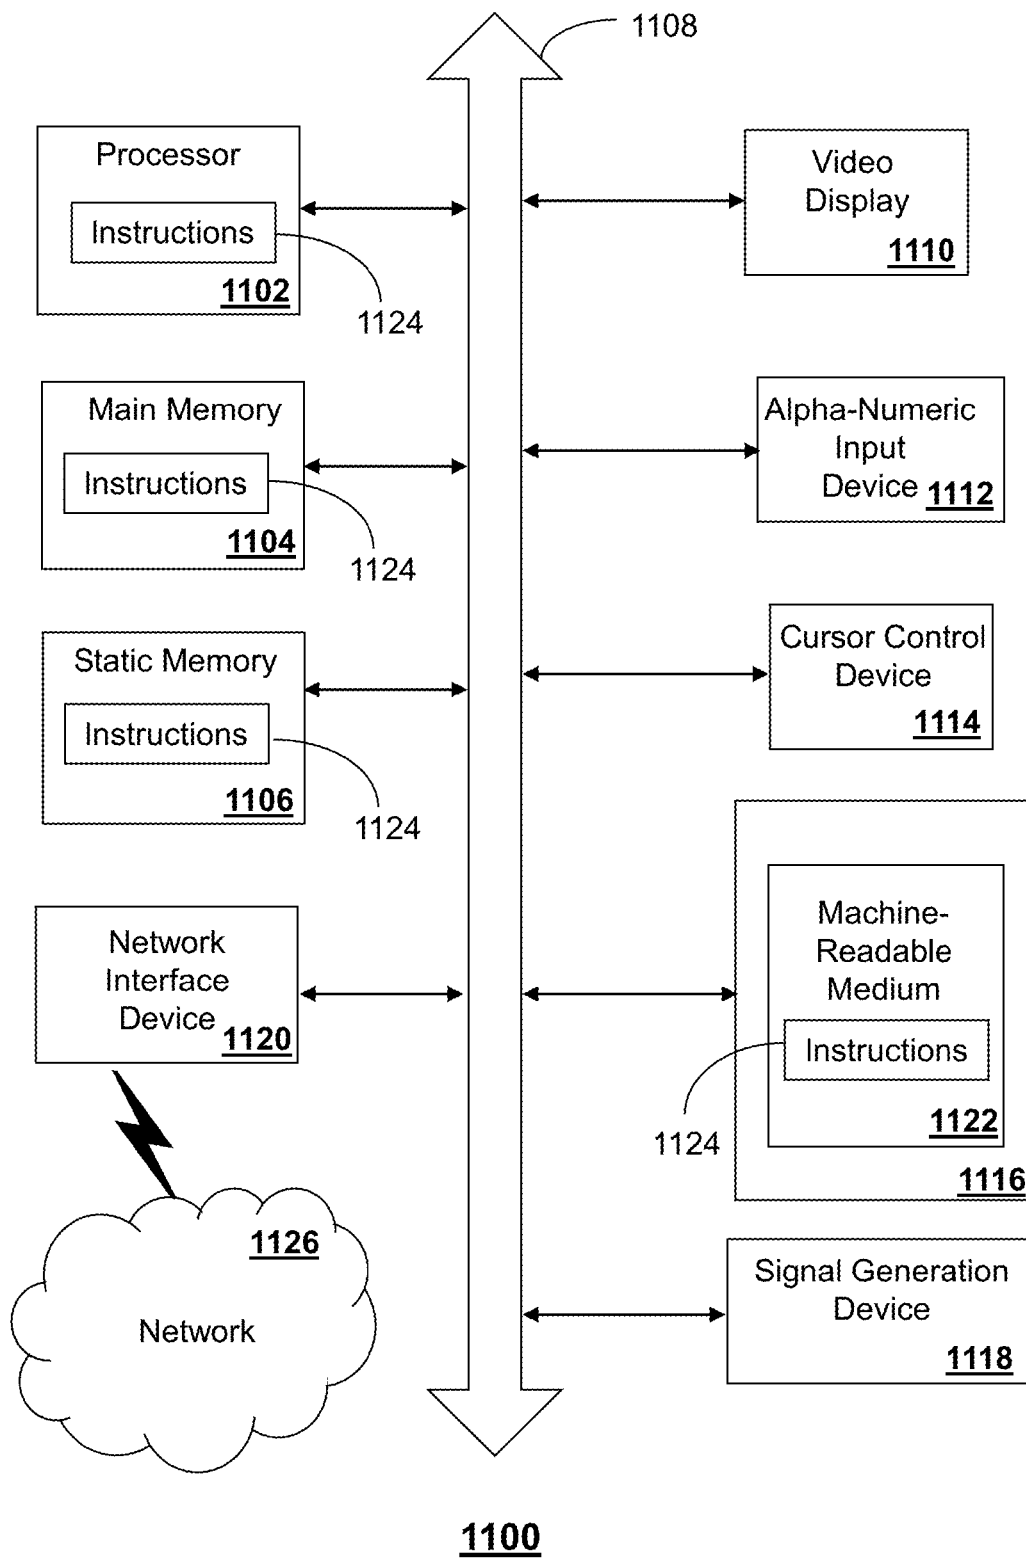 1108
Processor
Instructions
1102
1124
Main Memory
Instructions
1104
1124
Static Memory
Instructions
1106
1124
Network
Interface
Device
1120
1126
Network
Video
Display
1110
Alpha-Numeric
Input
Device
1112
Cursor Control
Device
1114
Machine-
Readable
Medium
Instructions
1122
1124
1116
Signal Generation
Device
1118
1100